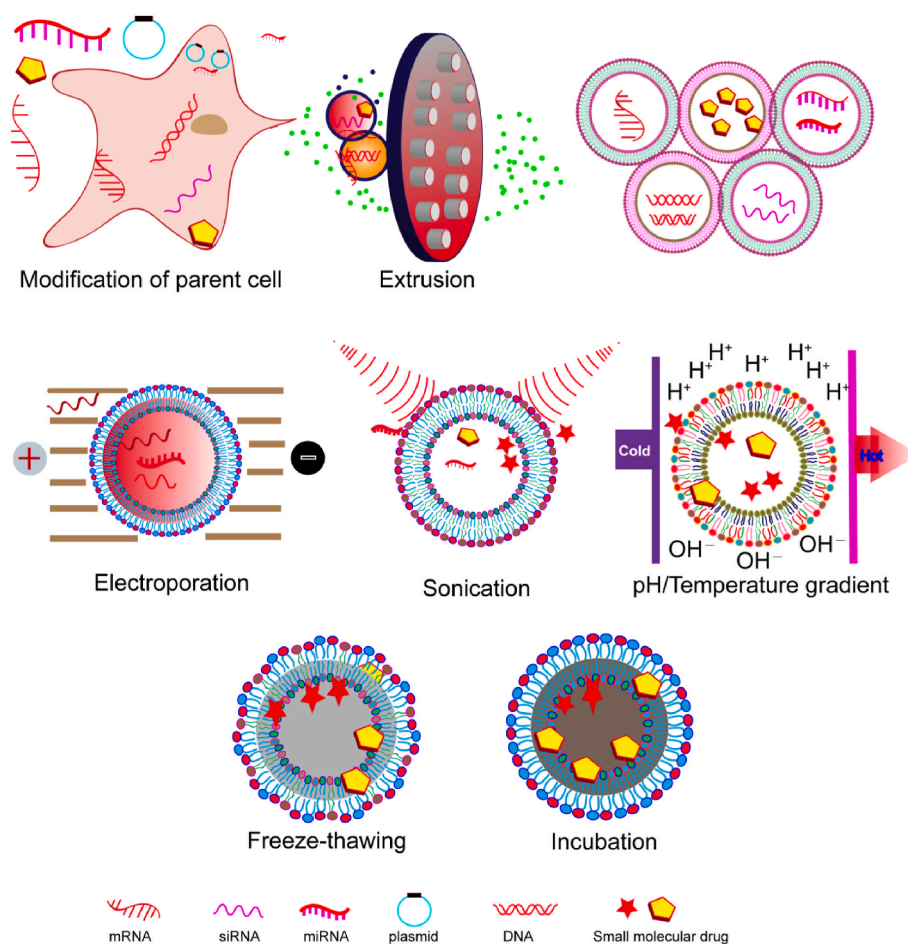 Modification of parent cell
Extrusion
H⁺
H⁺
H⁺
H⁺
H⁺
H⁺
H⁺
Cold
Hot
+
-
OH⁻
OH⁻
OH⁻
Electroporation
Sonication
pH/Temperature gradient
Freeze-thawing
Incubation
mRNA
siRNA
miRNA
plasmid
DNA
Small molecular drug